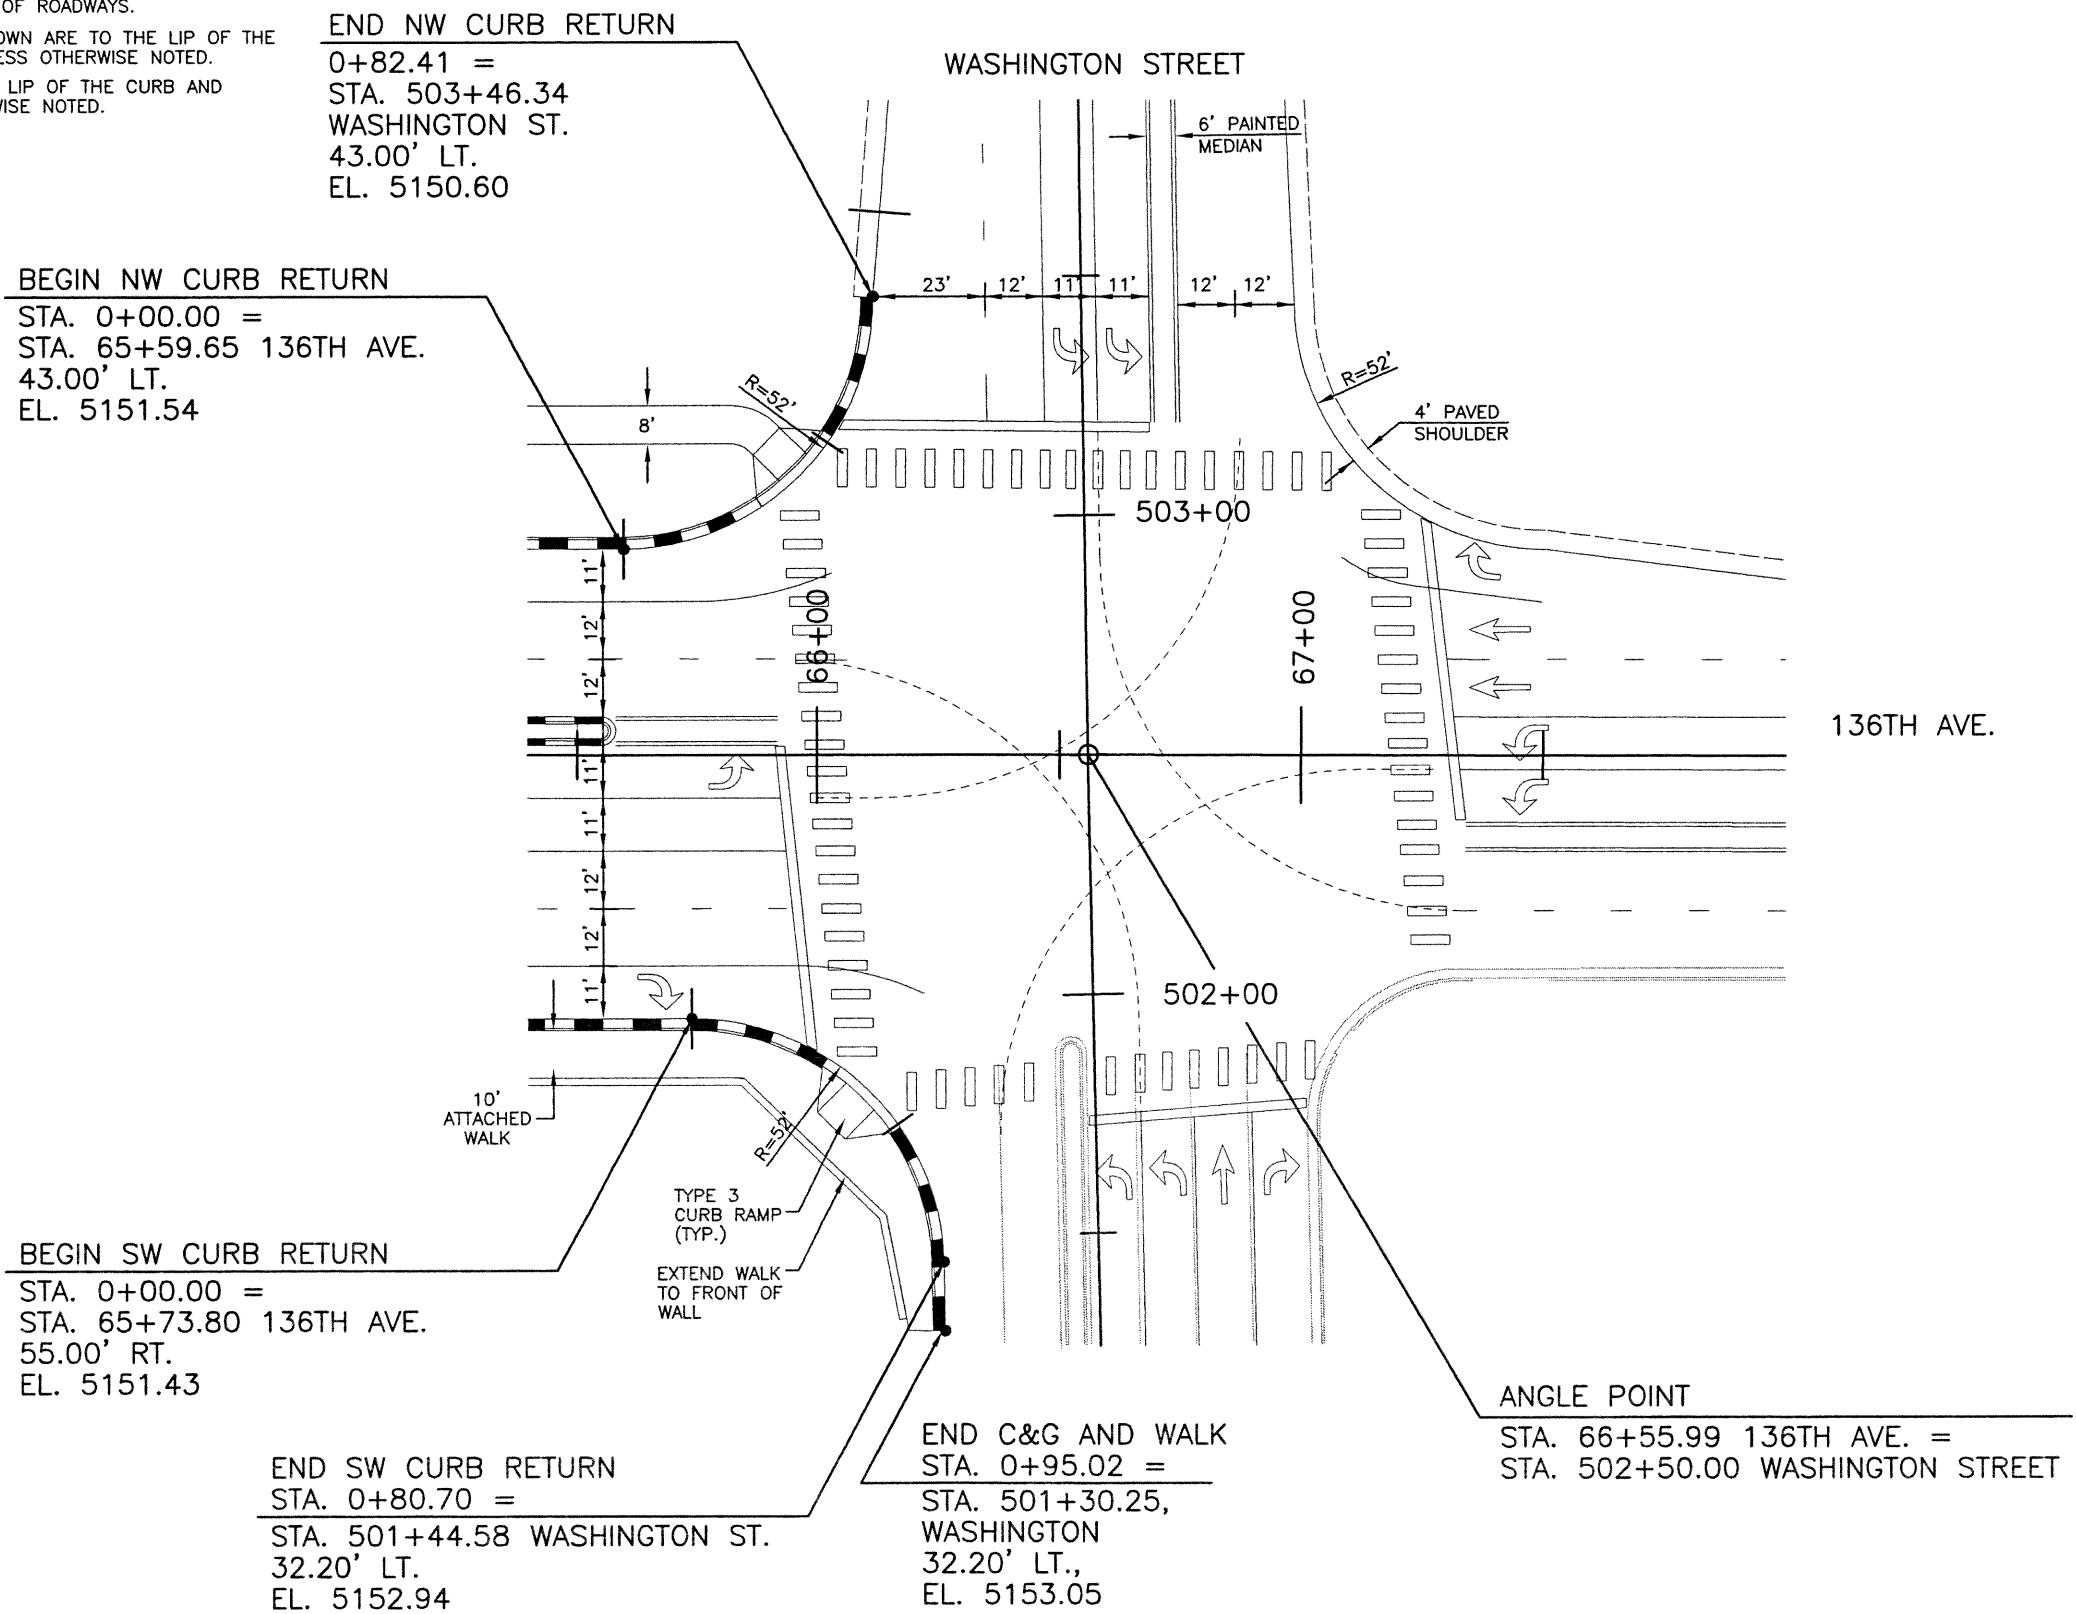 OF ROADWAYS.
OWN ARE TO THE LIP OF THE
ESS OTHERWISE NOTED.
LIP OF THE CURB AND
WISE NOTED.
END NW CURB RETURN
0+82.41 =
STA. 503+46.34
WASHINGTON ST.
43.00' LT.
EL. 5150.60
WASHINGTON STREET
6' PAINTED
MEDIAN
BEGIN NW CURB RETURN
STA. 0+00.00 =
STA. 65+59.65 136TH AVE.
43.00' LT.
EL. 5151.54
23'
12'
11'
11'
12'
12'
R=52'
R=52'
4' PAVED
SHOULDER
8'
503+00
11'
12'
12'
11'
11'
12'
12'
11'
66+00
67+00
136TH AVE.
502+00
10'
ATTACHED
WALK
R=52'
TYPE 3
CURB RAMP
(TYP.)
EXTEND WALK
TO FRONT OF
WALL
BEGIN SW CURB RETURN
STA. 0+00.00 =
STA. 65+73.80 136TH AVE.
55.00' RT.
EL. 5151.43
END SW CURB RETURN
STA. 0+80.70 =
STA. 501+44.58 WASHINGTON ST.
32.20' LT.
EL. 5152.94
END C&G AND WALK
STA. 0+95.02 =
STA. 501+30.25,
WASHINGTON
32.20' LT.,
EL. 5153.05
ANGLE POINT
STA. 66+55.99 136TH AVE. =
STA. 502+50.00 WASHINGTON STREET